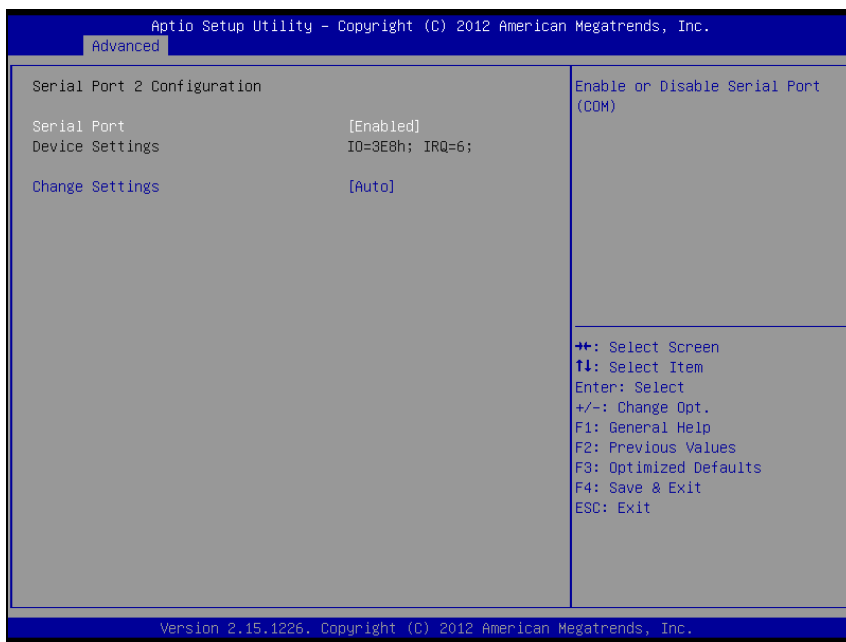 Aptio Setup Utility – Copyright (C) 2012 American Megatrends, Inc.
Advanced
Serial Port 2 Configuration
Serial Port [Enabled]
Device Settings IO=3E8h; IRQ=6;
Change Settings [Auto]
Enable or Disable Serial Port
(COM)
→←: Select Screen
↑↓: Select Item
Enter: Select
+/-: Change Opt.
F1: General Help
F2: Previous Values
F3: Optimized Defaults
F4: Save & Exit
ESC: Exit
Version 2.15.1226. Copyright (C) 2012 American Megatrends, Inc.